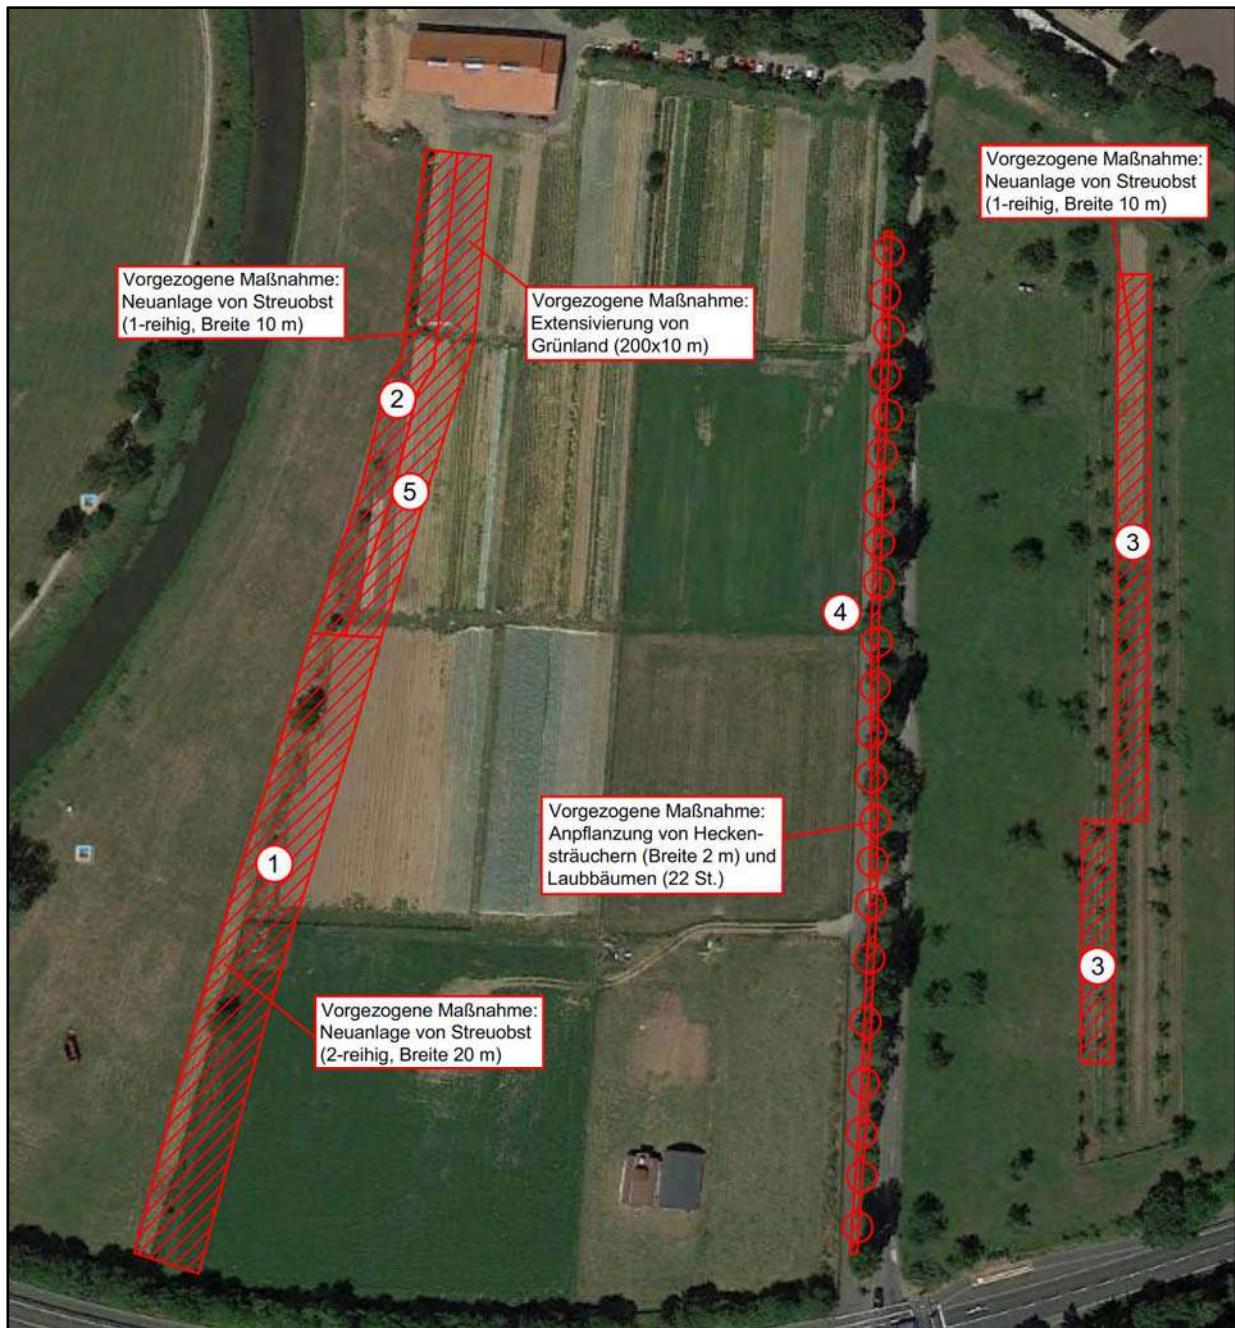 Vorgezogene Maßnahme:
Neuanlage von Streuobst
(1-reihig, Breite 10 m)
Vorgezogene Maßnahme:
Neuanlage von Streuobst
(1-reihig, Breite 10 m)
Vorgezogene Maßnahme:
Extensivierung von
Grünland (200x10 m)
2
5
3
4
Vorgezogene Maßnahme:
Anpflanzung von Hecken-
sträuchern (Breite 2 m) und
Laubbäumen (22 St.)
1
3
Vorgezogene Maßnahme:
Neuanlage von Streuobst
(2-reihig, Breite 20 m)